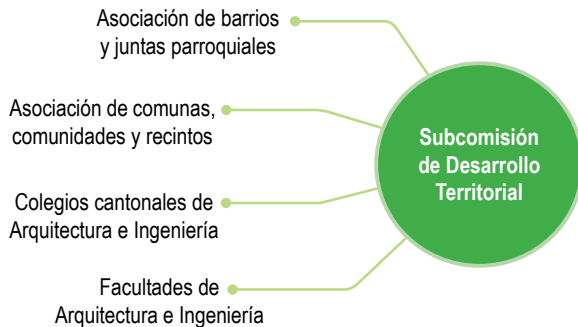 Asociación de barrios
y juntas parroquiales
Asociación de comunas,
comunidades y recintos
Colegios cantonales de
Arquitectura e Ingeniería
Facultades de
Arquitectura e Ingeniería
Subcomisión
de Desarrollo
Territorial